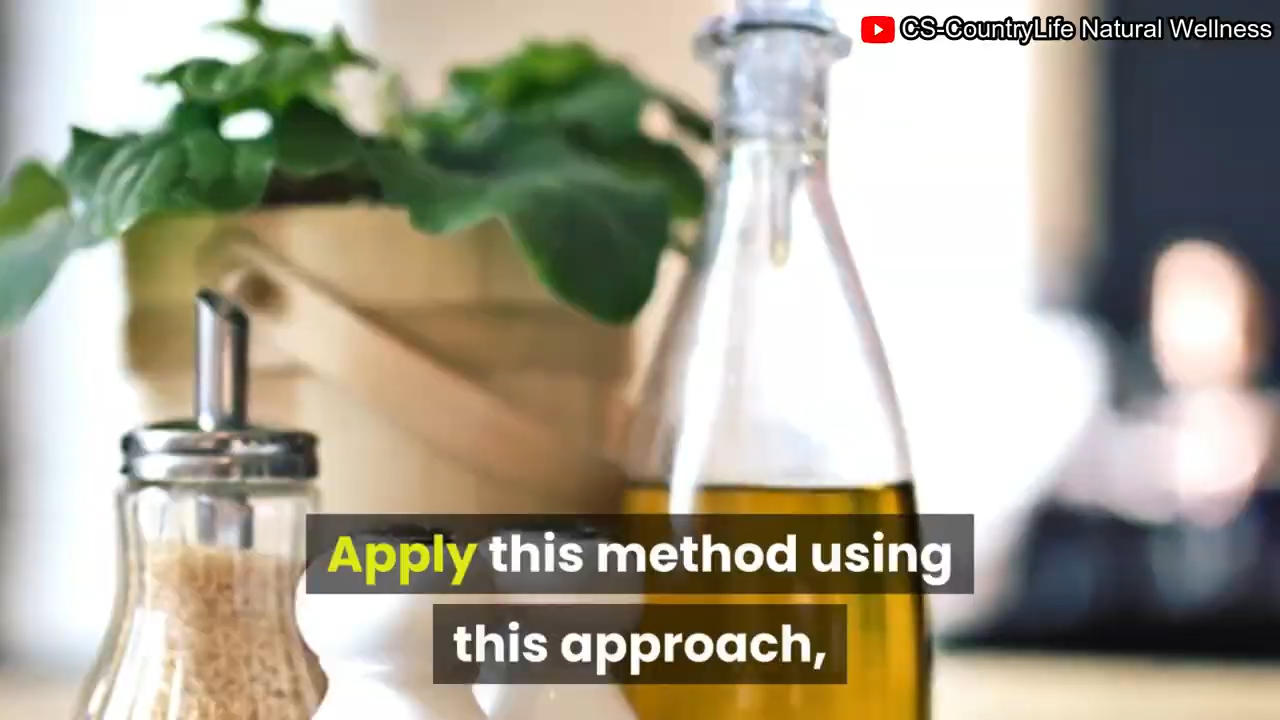 CS-CountryLife Natural Wellness
Apply this method using
this approach,